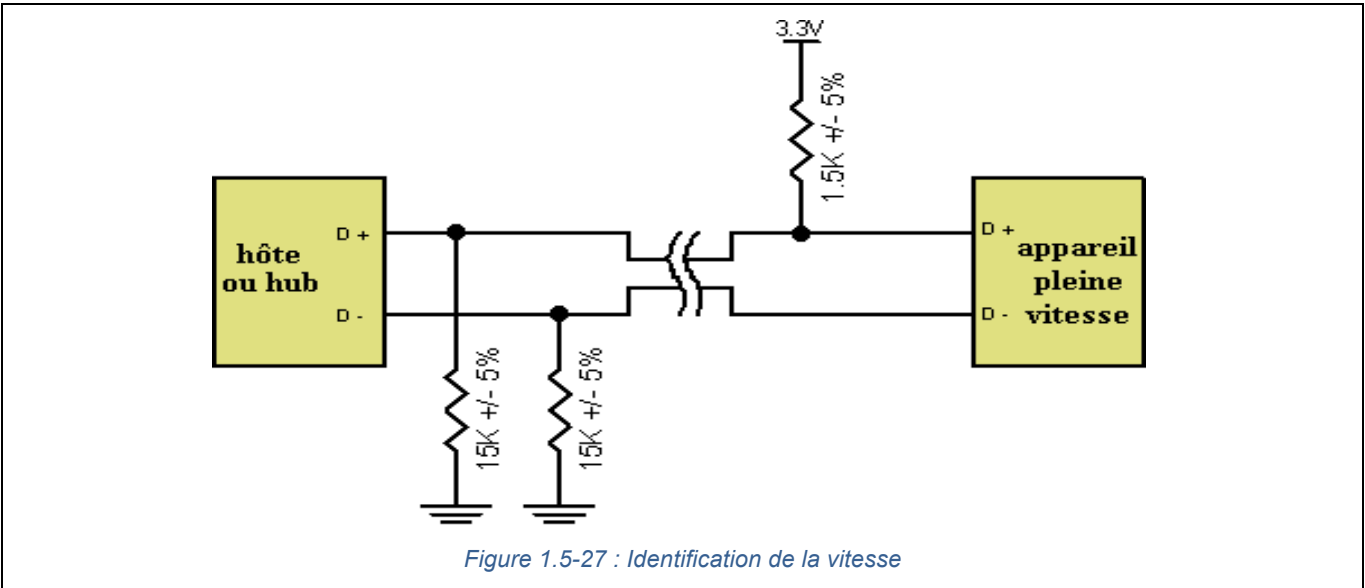 3.3V
1.5K +/- 5%
hôte
ou hub
D +
D -
D +
D -
appareil
pleine
vitesse
15K +/- 5%
15K +/- 5%
Figure 1.5-27 : Identification de la vitesse